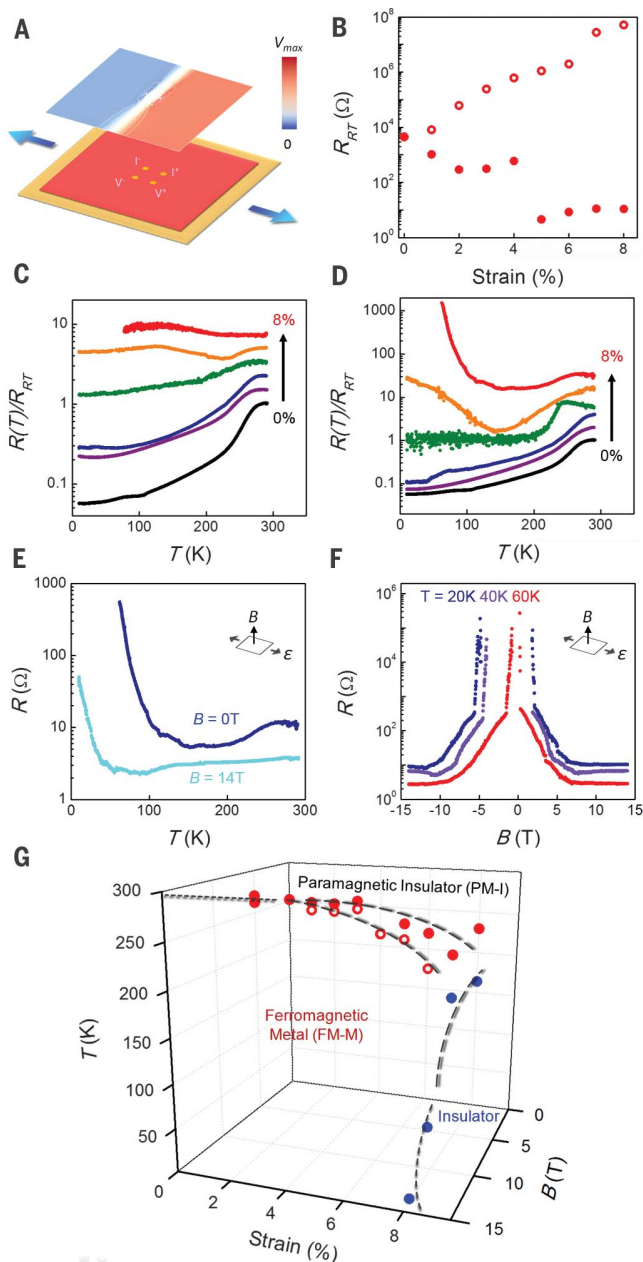 A
Vmax
0
I⁻
I⁺
V⁻
V⁺
B
R_RT (Ω)
10⁸
10⁶
10⁴
10²
10⁰
0 2 4 6 8
Strain (%)
C
R(T)/R_RT
10
1
0.1
8%
0%
100 200 300
T (K)
D
R(T)/R_RT
1000
100
10
1
0.1
8%
0%
0 100 200 300
T (K)
E
R (Ω)
1000
100
10
1
B
ε
B = 0T
B = 14T
0 100 200 300
T (K)
F
T = 20K 40K 60K
R (Ω)
10⁶
10⁴
10²
10⁰
B
ε
-15 -10 -5 0 5 10 15
B (T)
G
Paramagnetic Insulator (PM-I)
Ferromagnetic
Metal (FM-M)
Insulator
T (K)
300
250
200
150
100
50
0 2 4 6 8
Strain (%)
0
5
10
15
B (T)